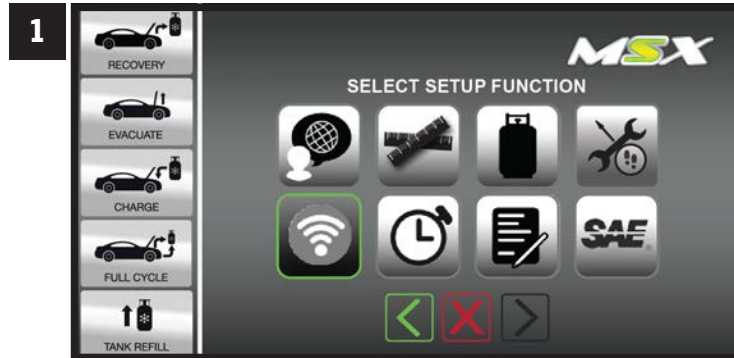 1
RECOVERY
EVACUATE
CHARGE
FULL CYCLE
TANK REFILL
MSX
SELECT SETUP FUNCTION
SAE